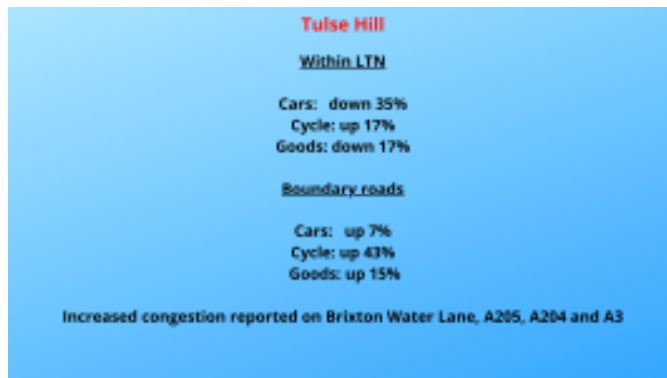 Tulse Hill
Within LTN
Cars: down 35%
Cycle: up 17%
Goods: down 17%
Boundary roads
Cars: up 7%
Cycle: up 43%
Goods: up 15%
Increased congestion reported on Brixton Water Lane, A205, A204 and A3